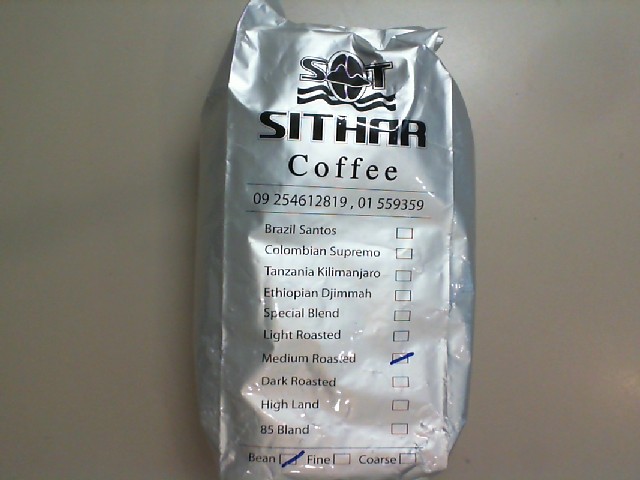 SOT
SITHAR
Coffee
09 254612819 , 01 559359
Brazil Santos
Colombian Supremo
Tanzania Kilimanjaro
Ethiopian Djimmah
Special Blend
Light Roasted
Medium Roasted
Dark Roasted
High Land
85 Bland
Bean Fine Coarse